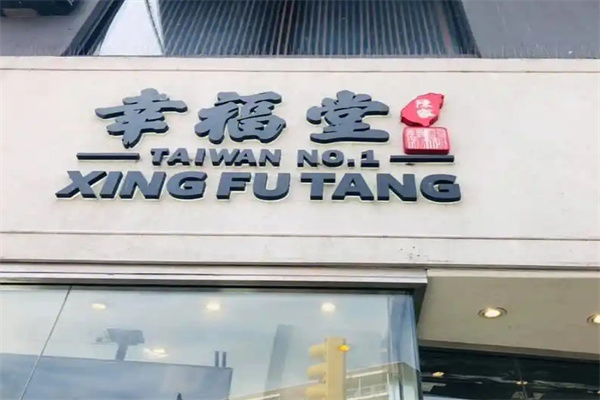 幸福堂
TAIWAN NO.1
XING FU TANG